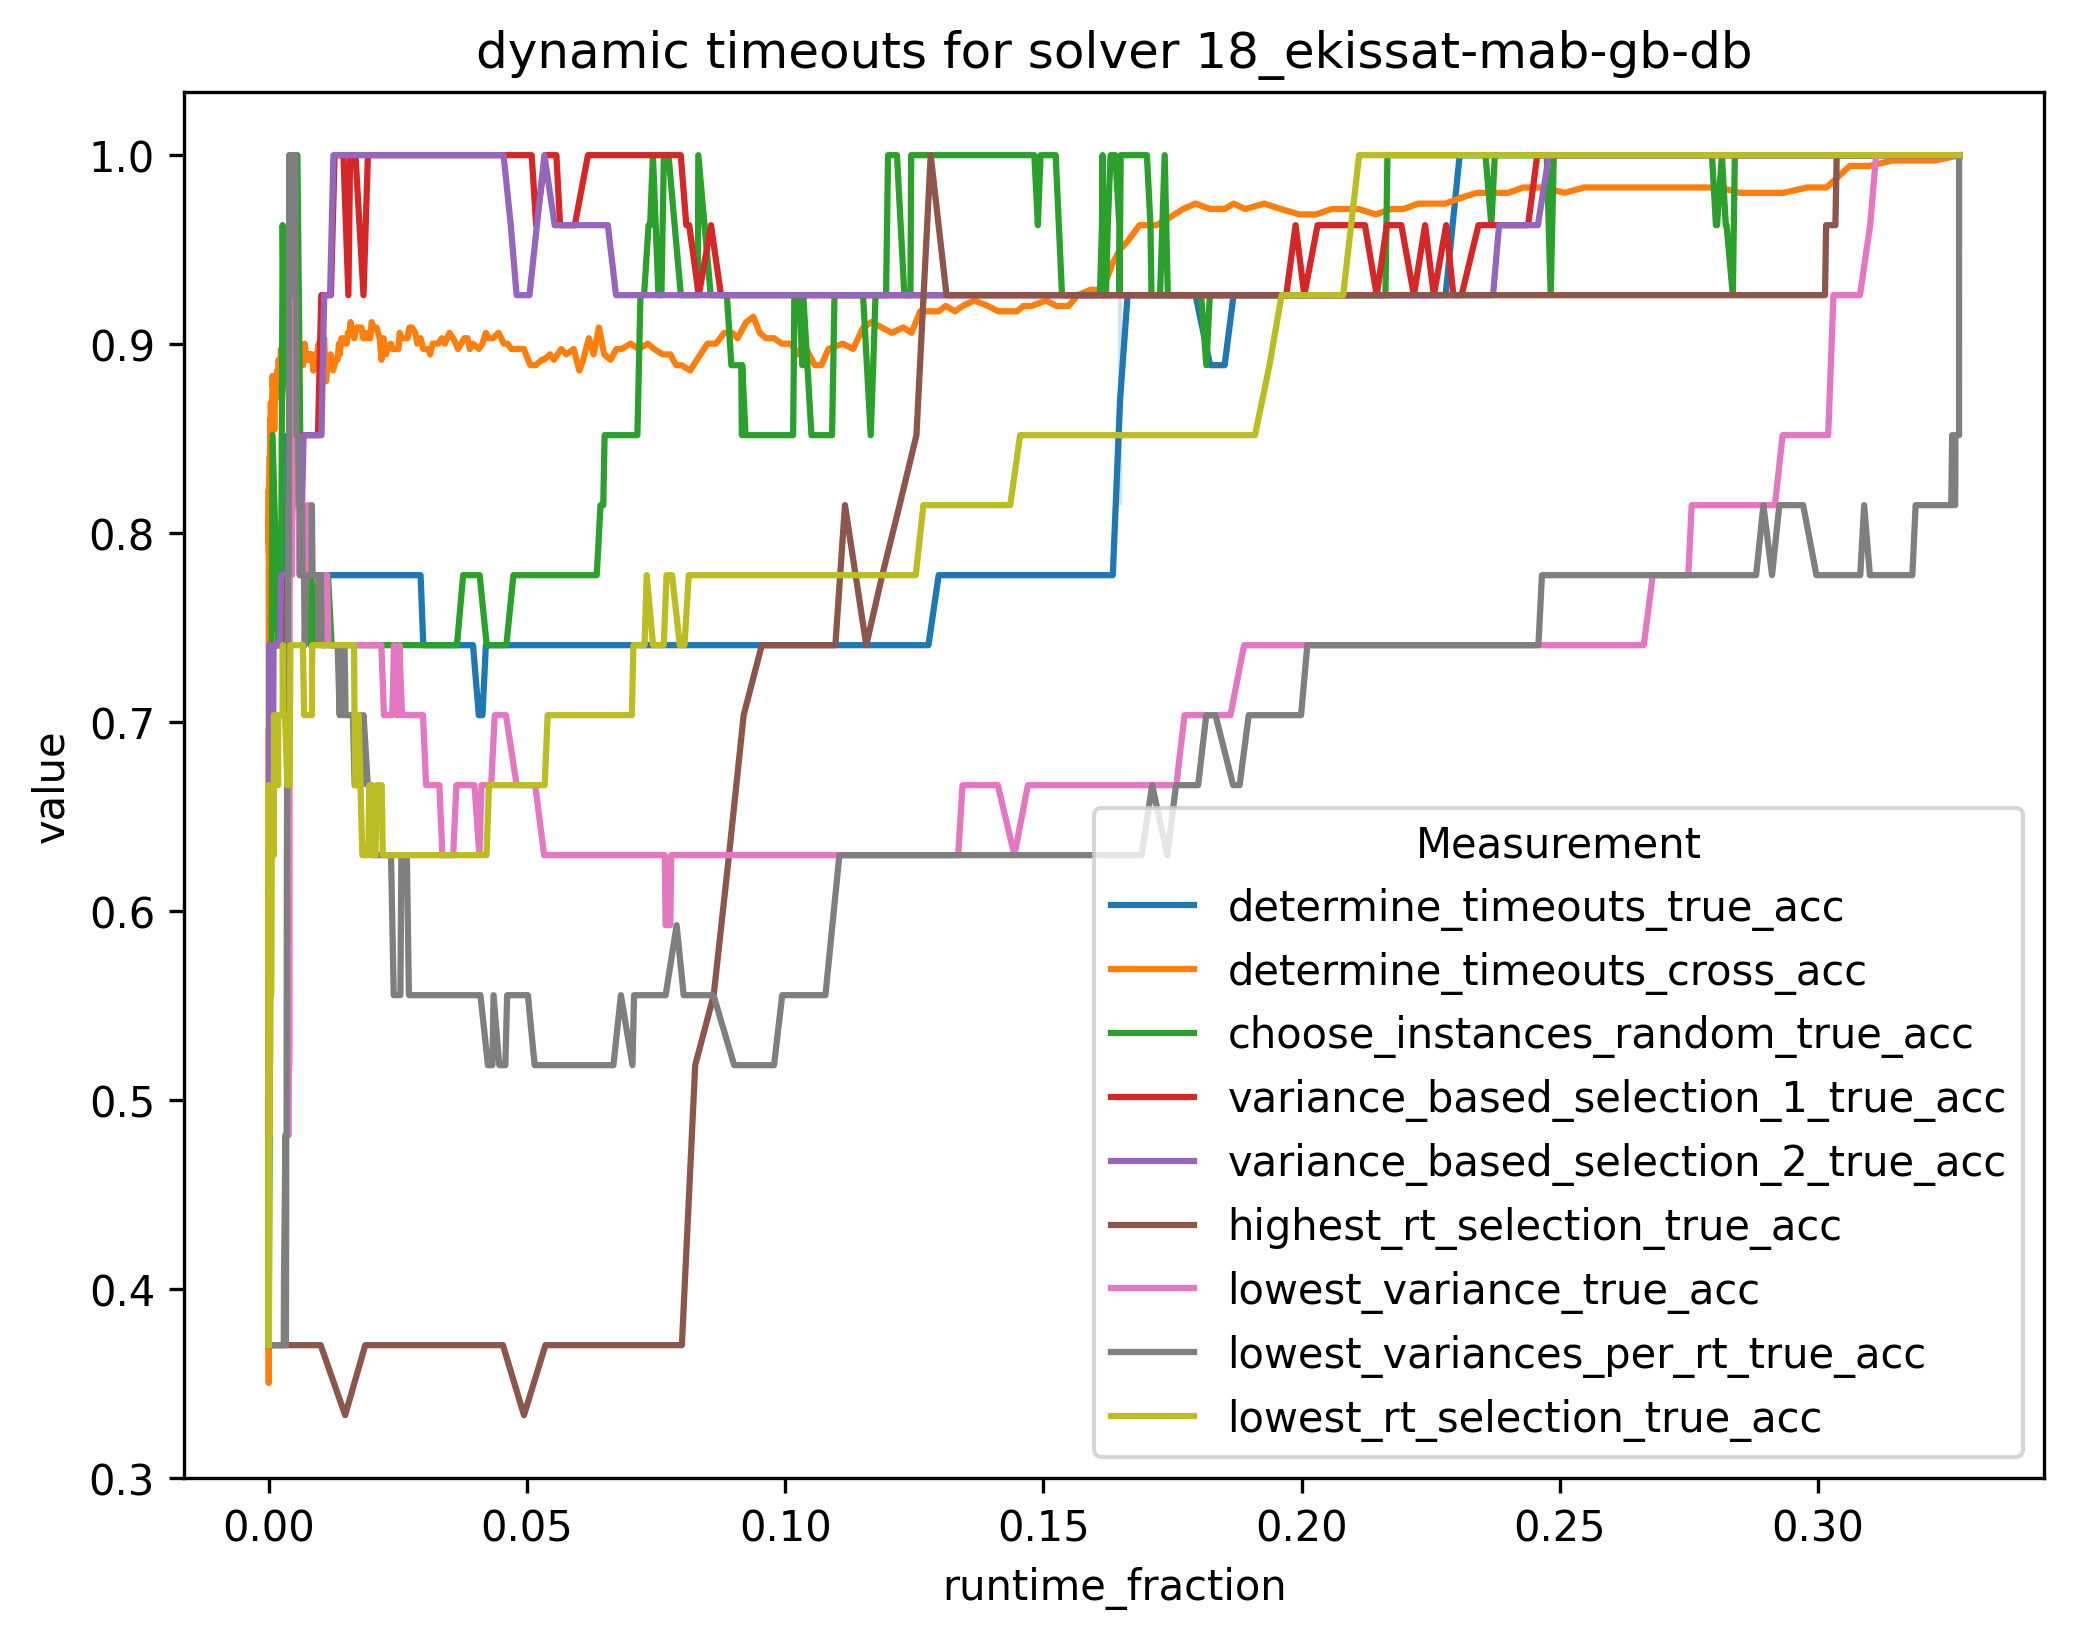 dynamic timeouts for solver 18_ekissat-mab-gb-db
1.0
0.9
0.8
0.7
0.6
0.5
0.4
0.3
value
0.00 0.05 0.10 0.15 0.20 0.25 0.30
runtime_fraction
Measurement
determine_timeouts_true_acc
determine_timeouts_cross_acc
choose_instances_random_true_acc
variance_based_selection_1_true_acc
variance_based_selection_2_true_acc
highest_rt_selection_true_acc
lowest_variance_true_acc
lowest_variances_per_rt_true_acc
lowest_rt_selection_true_acc